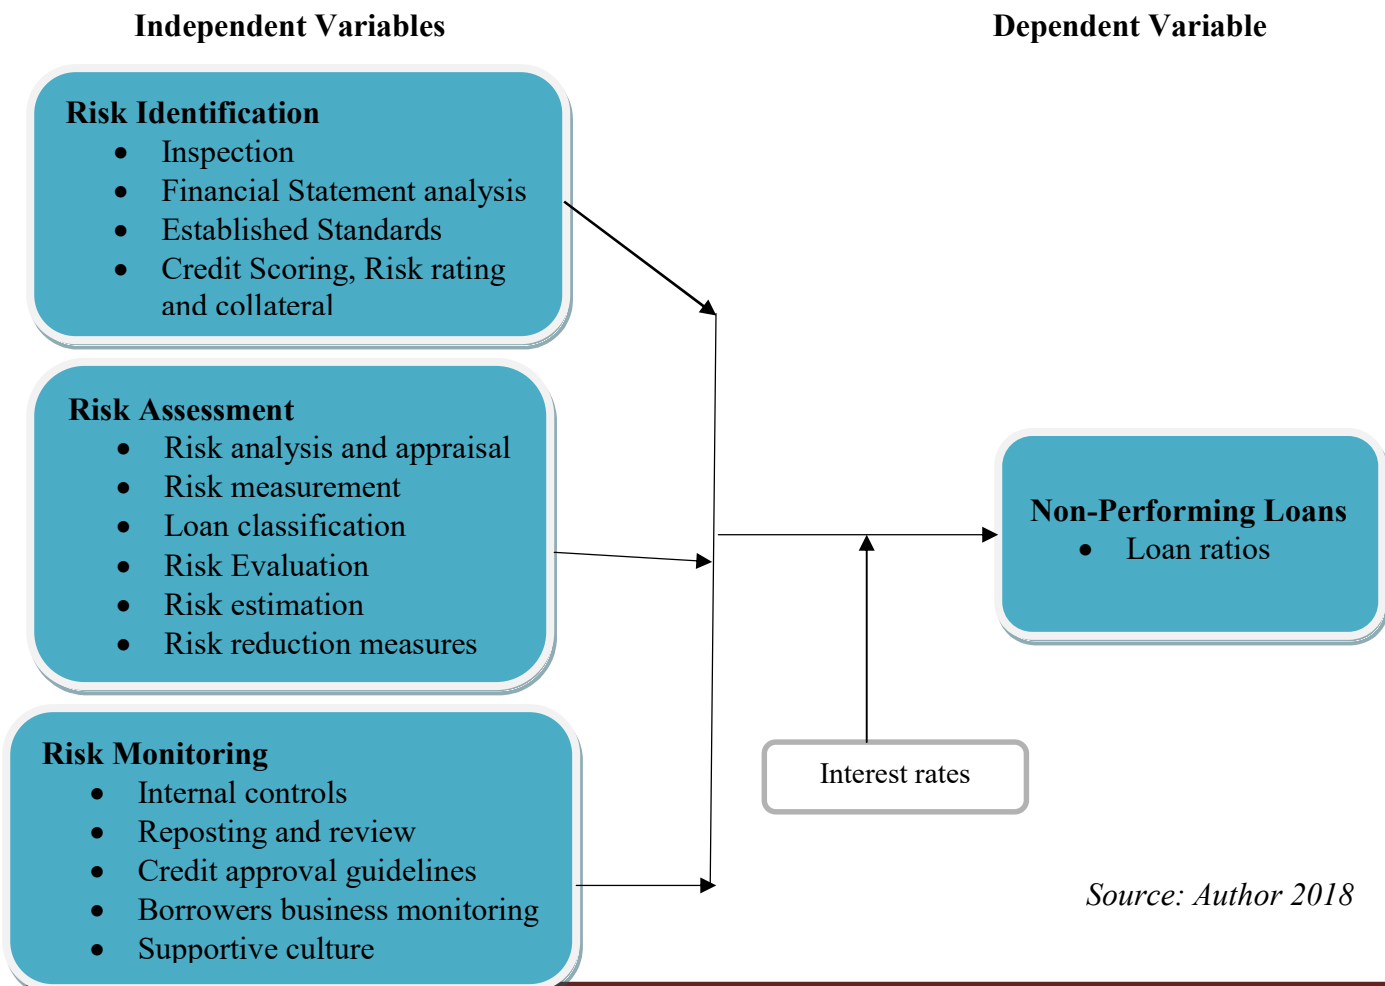 Independent Variables
Dependent Variable
Risk Identification
• Inspection
• Financial Statement analysis
• Established Standards
• Credit Scoring, Risk rating
and collateral
Risk Assessment
• Risk analysis and appraisal
• Risk measurement
• Loan classification
• Risk Evaluation
• Risk estimation
• Risk reduction measures
Risk Monitoring
• Internal controls
• Reposting and review
• Credit approval guidelines
• Borrowers business monitoring
• Supportive culture
Non-Performing Loans
• Loan ratios
Interest rates
Source: Author 2018